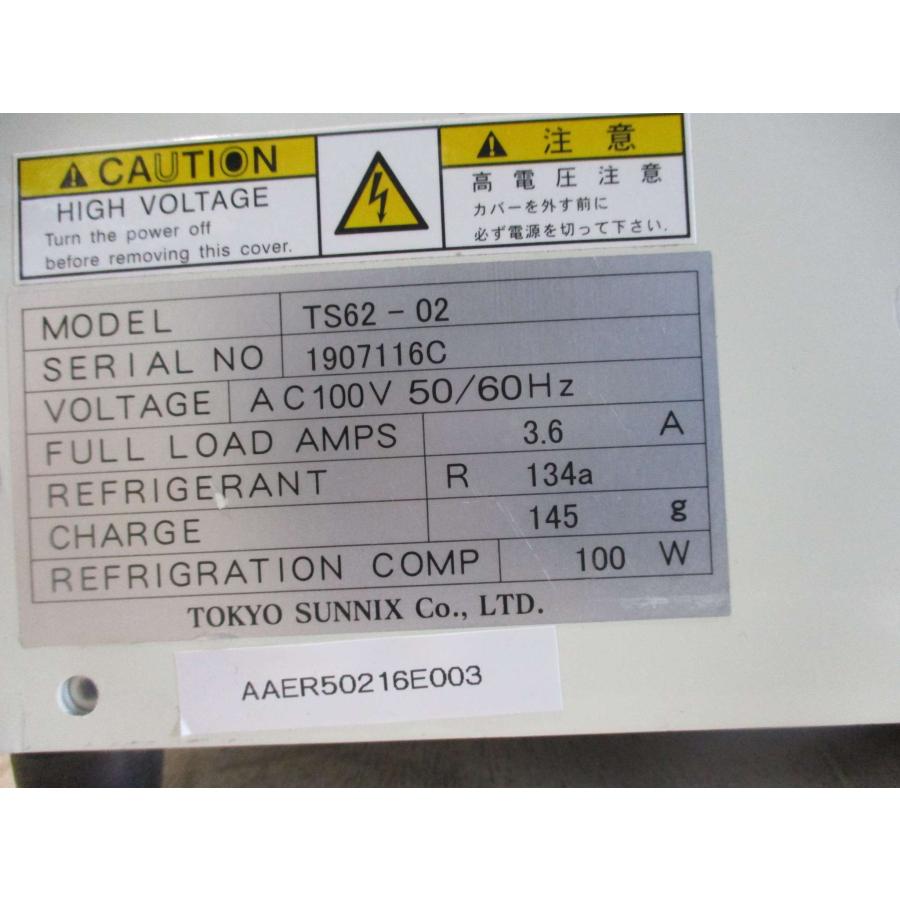 CAUTION
HIGH VOLTAGE
Turn the power off
before removing this cover.
注 意
高 電 圧 注 意
カバーを外す前に
必ず電源を切って下さい.
MODEL TS62-02
SERIAL NO 1907116C
VOLTAGE AC100V 50/60Hz
FULL LOAD AMPS 3.6 A
REFRIGERANT R 134a
CHARGE 145 g
REFRIGRATION COMP 100 W
TOKYO SUNNIX Co., LTD.
AAER50216E003